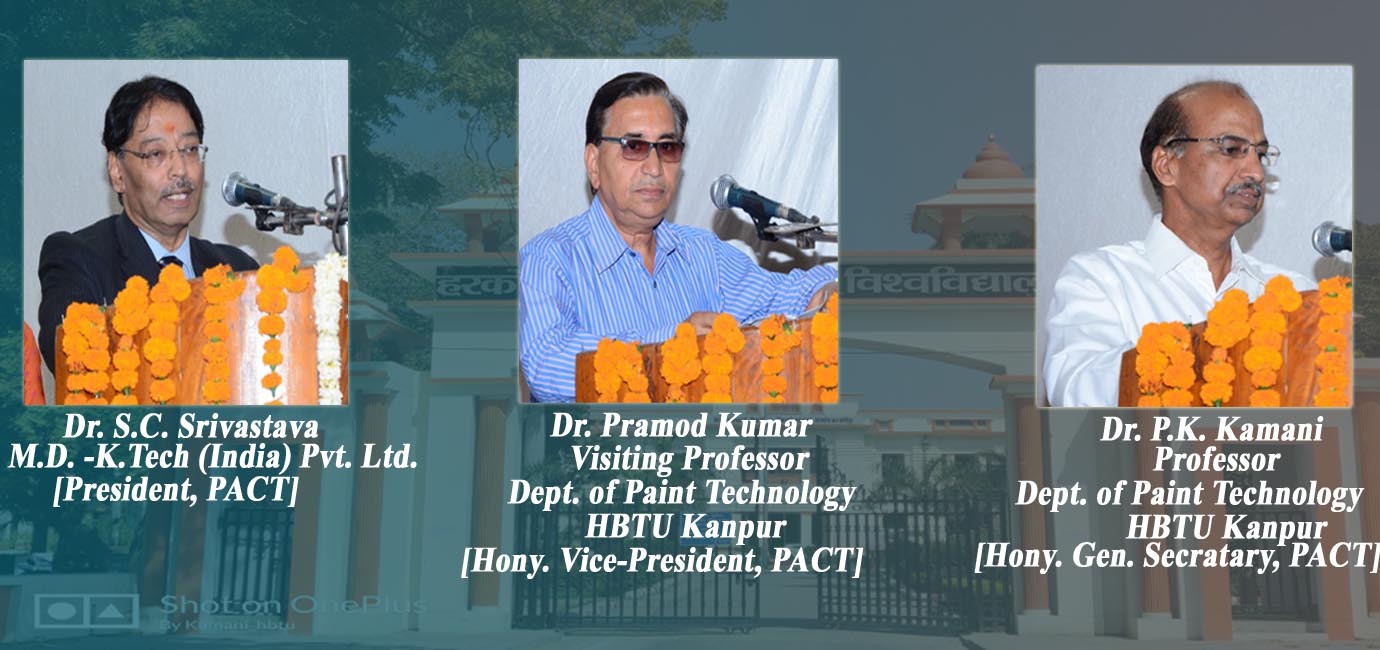 हरको
विश्वविद्याल
Dr. S.C. Srivastava
M.D. -K.Tech (India) Pvt. Ltd.
[President, PACT]
Dr. Pramod Kumar
Visiting Professor
Dept. of Paint Technology
HBTU Kanpur
[Hony. Vice-President, PACT]
Dr. P.K. Kamani
Professor
Dept. of Paint Technology
HBTU Kanpur
[Hony. Gen. Secratary, PACT]
Shot on OnePlus
By Kamani-hbtu